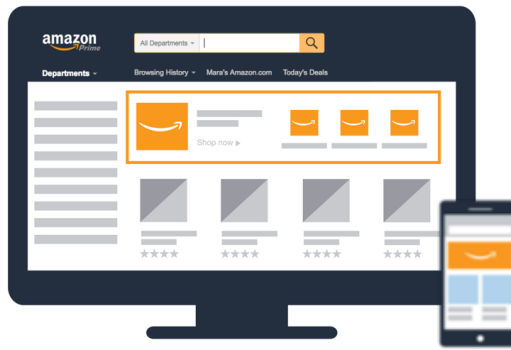 amazon
Prime
All Departments
Departments
Browsing History
Mara's Amazon.com
Today's Deals
Shop now